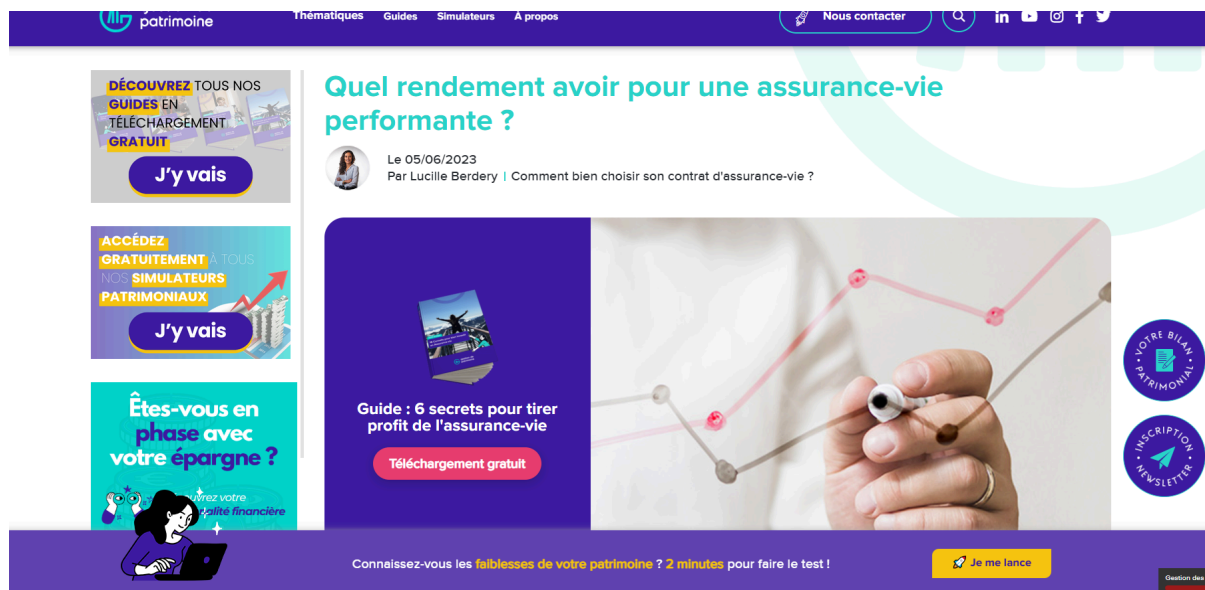 patrimoine
Thématiques Guides Simulateurs À propos
Nous contacter
DÉCOUVREZ TOUS NOS
GUIDES EN
TÉLÉCHARGEMENT
GRATUIT
J'y vais
Quel rendement avoir pour une assurance-vie
performante ?
Le 05/06/2023
Par Lucille Berdery | Comment bien choisir son contrat d'assurance-vie ?
ACCÉDEZ
GRATUITEMENT À TOUS
NOS SIMULATEURS
PATRIMONIAUX
J'y vais
Guide : 6 secrets pour tirer
profit de l'assurance-vie
Téléchargement gratuit
VOTRE BILAN
PATRIMONIAL
INSCRIPTION
NEWSLETTER
Êtes-vous en
phase avec
votre épargne ?
votre
financière
Connaissez-vous les faiblesses de votre patrimoine ? 2 minutes pour faire le test !
Je me lance
Gestion des